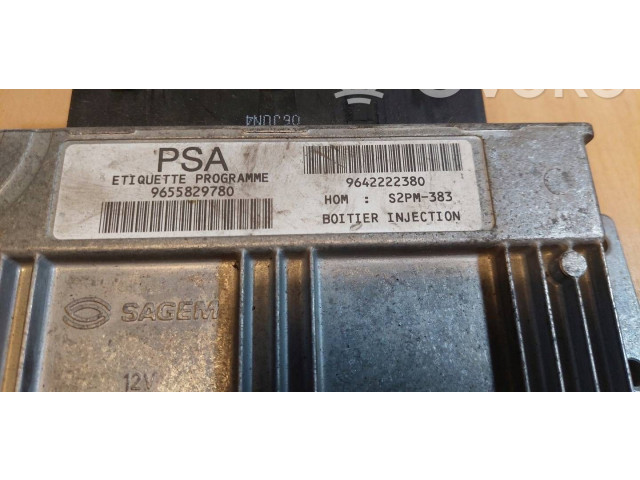 06JUN4
PSA
ETIQUETTE PROGRAMME
9655829780
9642222380
HOM : S2PM-383
BOITIER INJECTION
SAGEM
12V